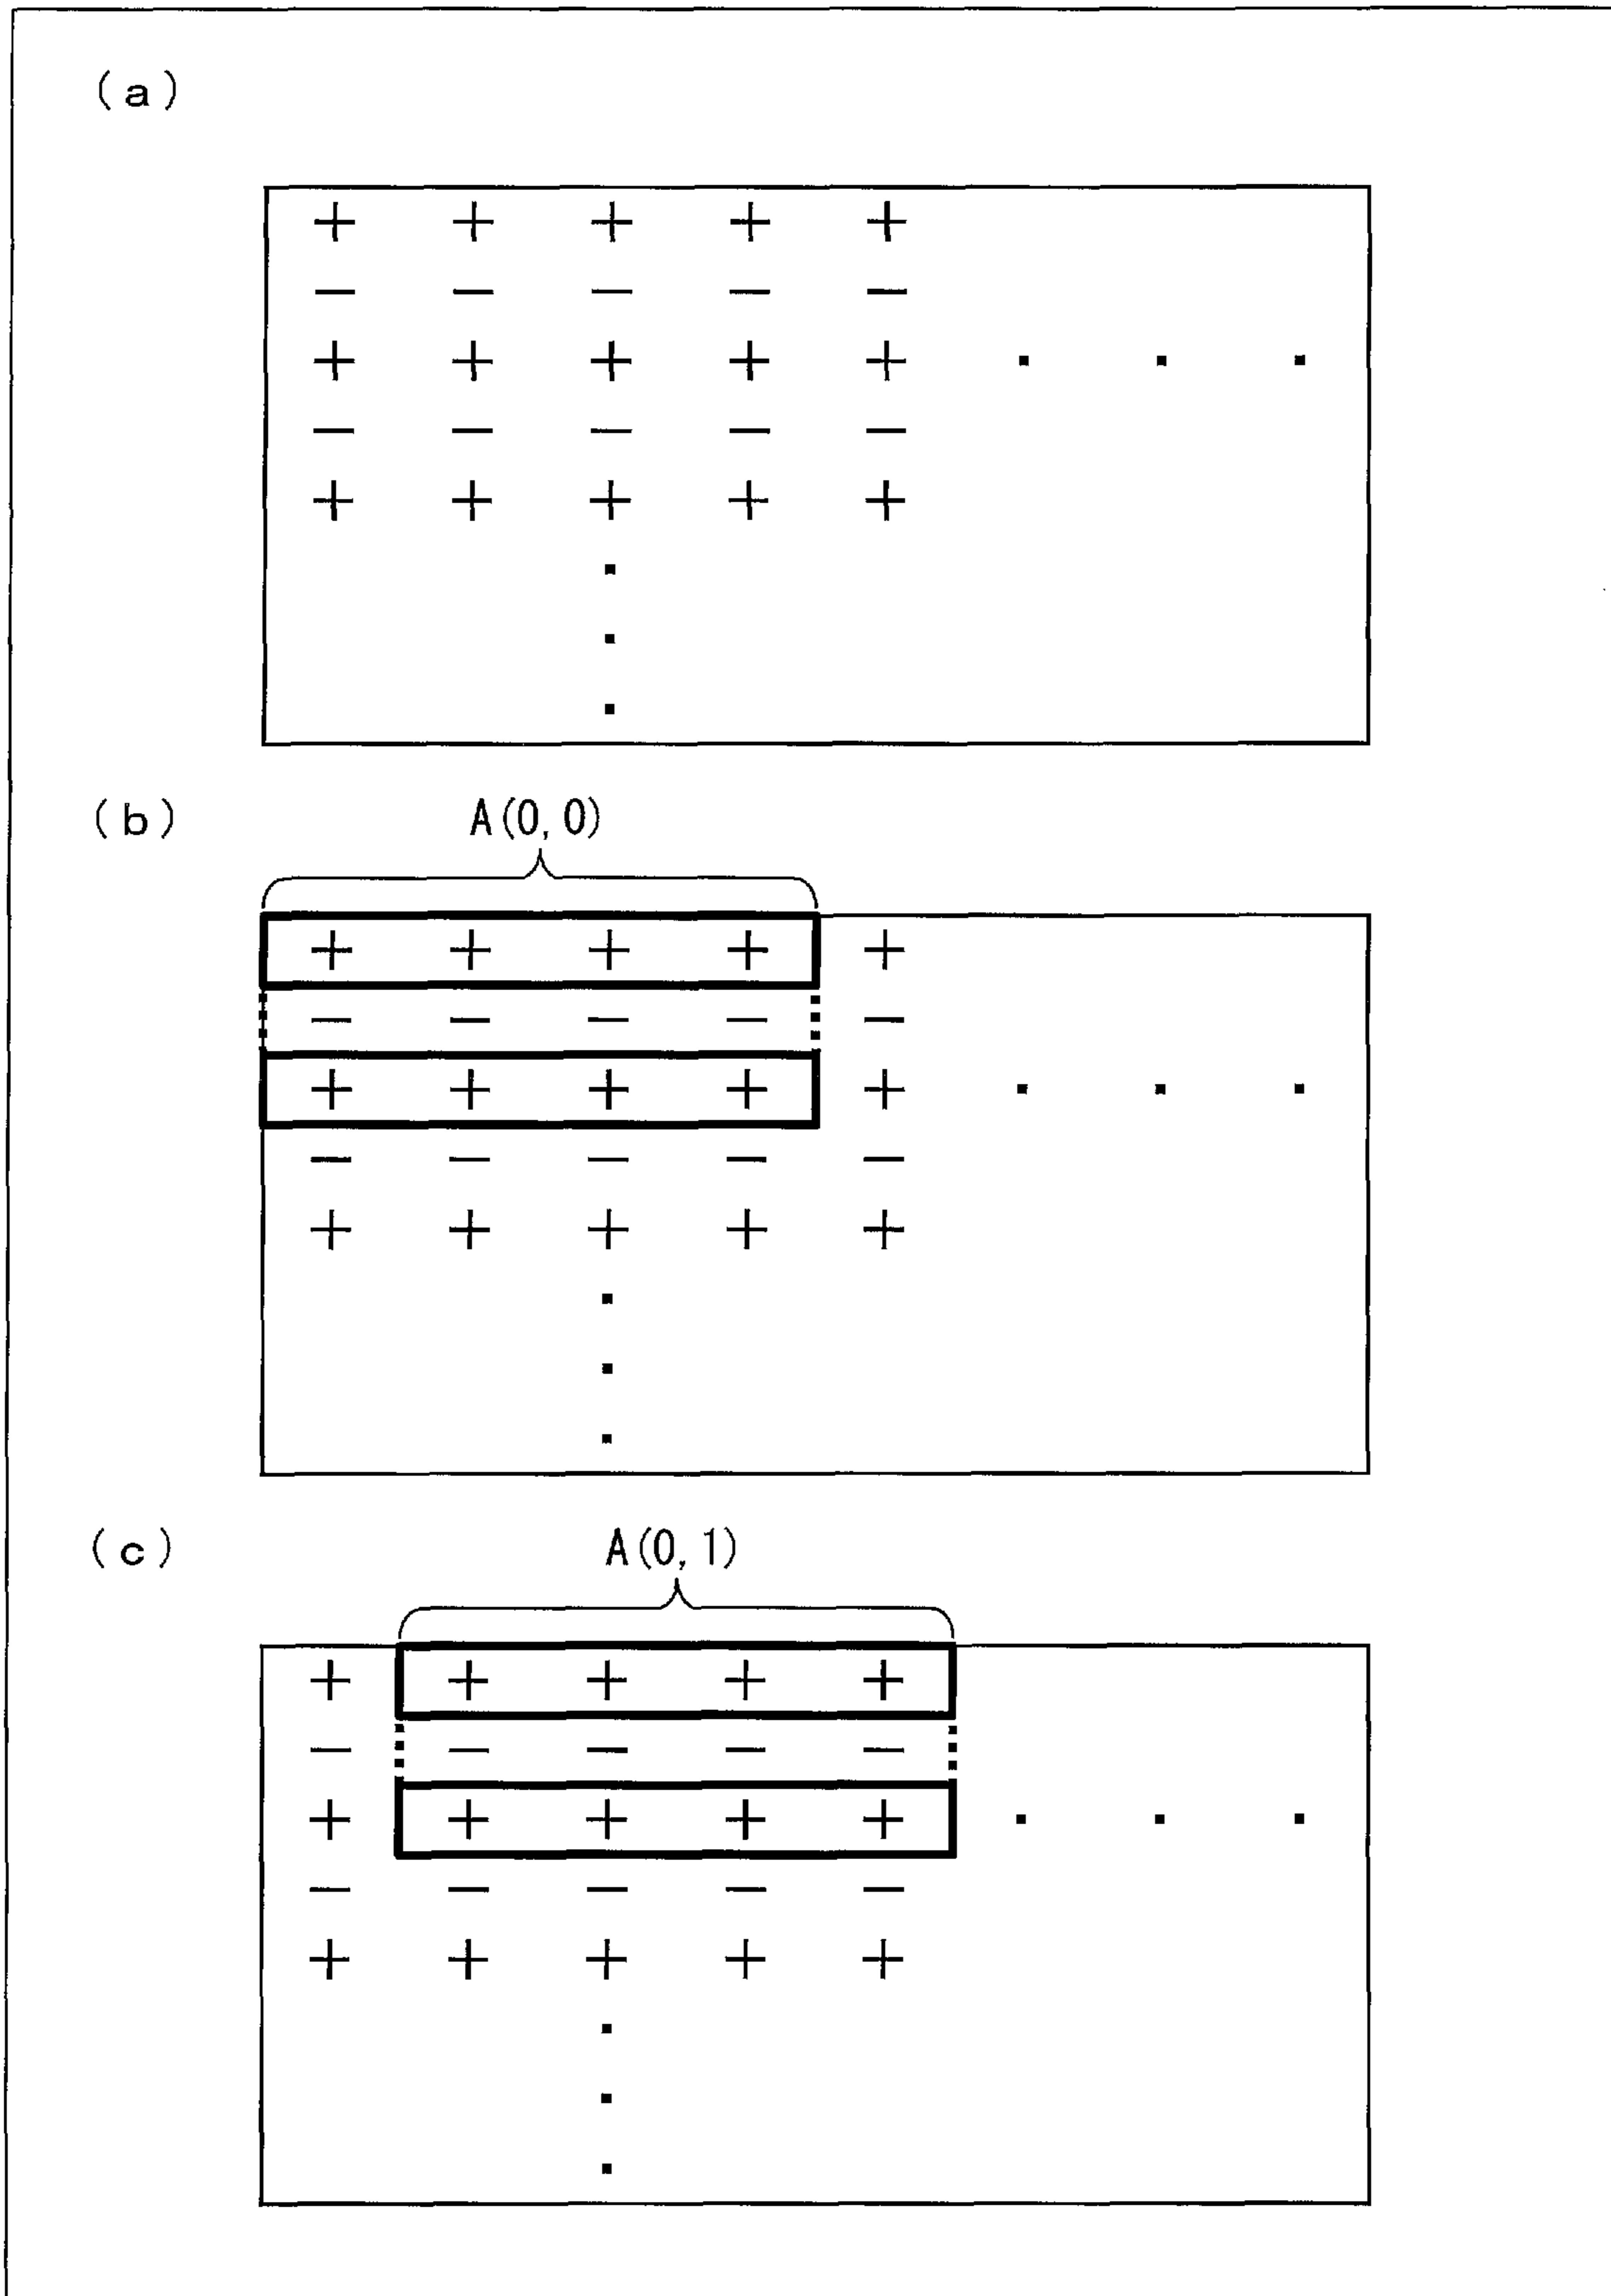 (a)
+ + + + +
− − − − −
+ + + + + . . .
− − − − −
+ + + + +
.
.
.
(b)
A(0,0)
+ + + + +
− − − − −
+ + + + + . . .
− − − − −
+ + + + +
.
.
.
(c)
A(0,1)
+ + + + +
− − − − −
+ + + + + . . .
− − − − −
+ + + + +
.
.
.